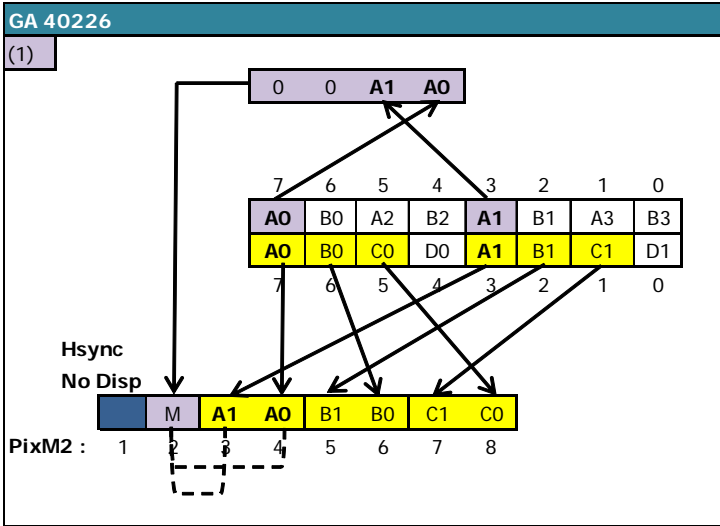 GA 40226
(1)
0 0 A1 A0
7 6 5 4 3 2 1 0
A0 B0 A2 B2 A1 B1 A3 B3
A0 B0 C0 D0 A1 B1 C1 D1
7 6 5 4 3 2 1 0
Hsync
No Disp
M A1 A0 B1 B0 C1 C0
PixM2 : 1 2 3 4 5 6 7 8